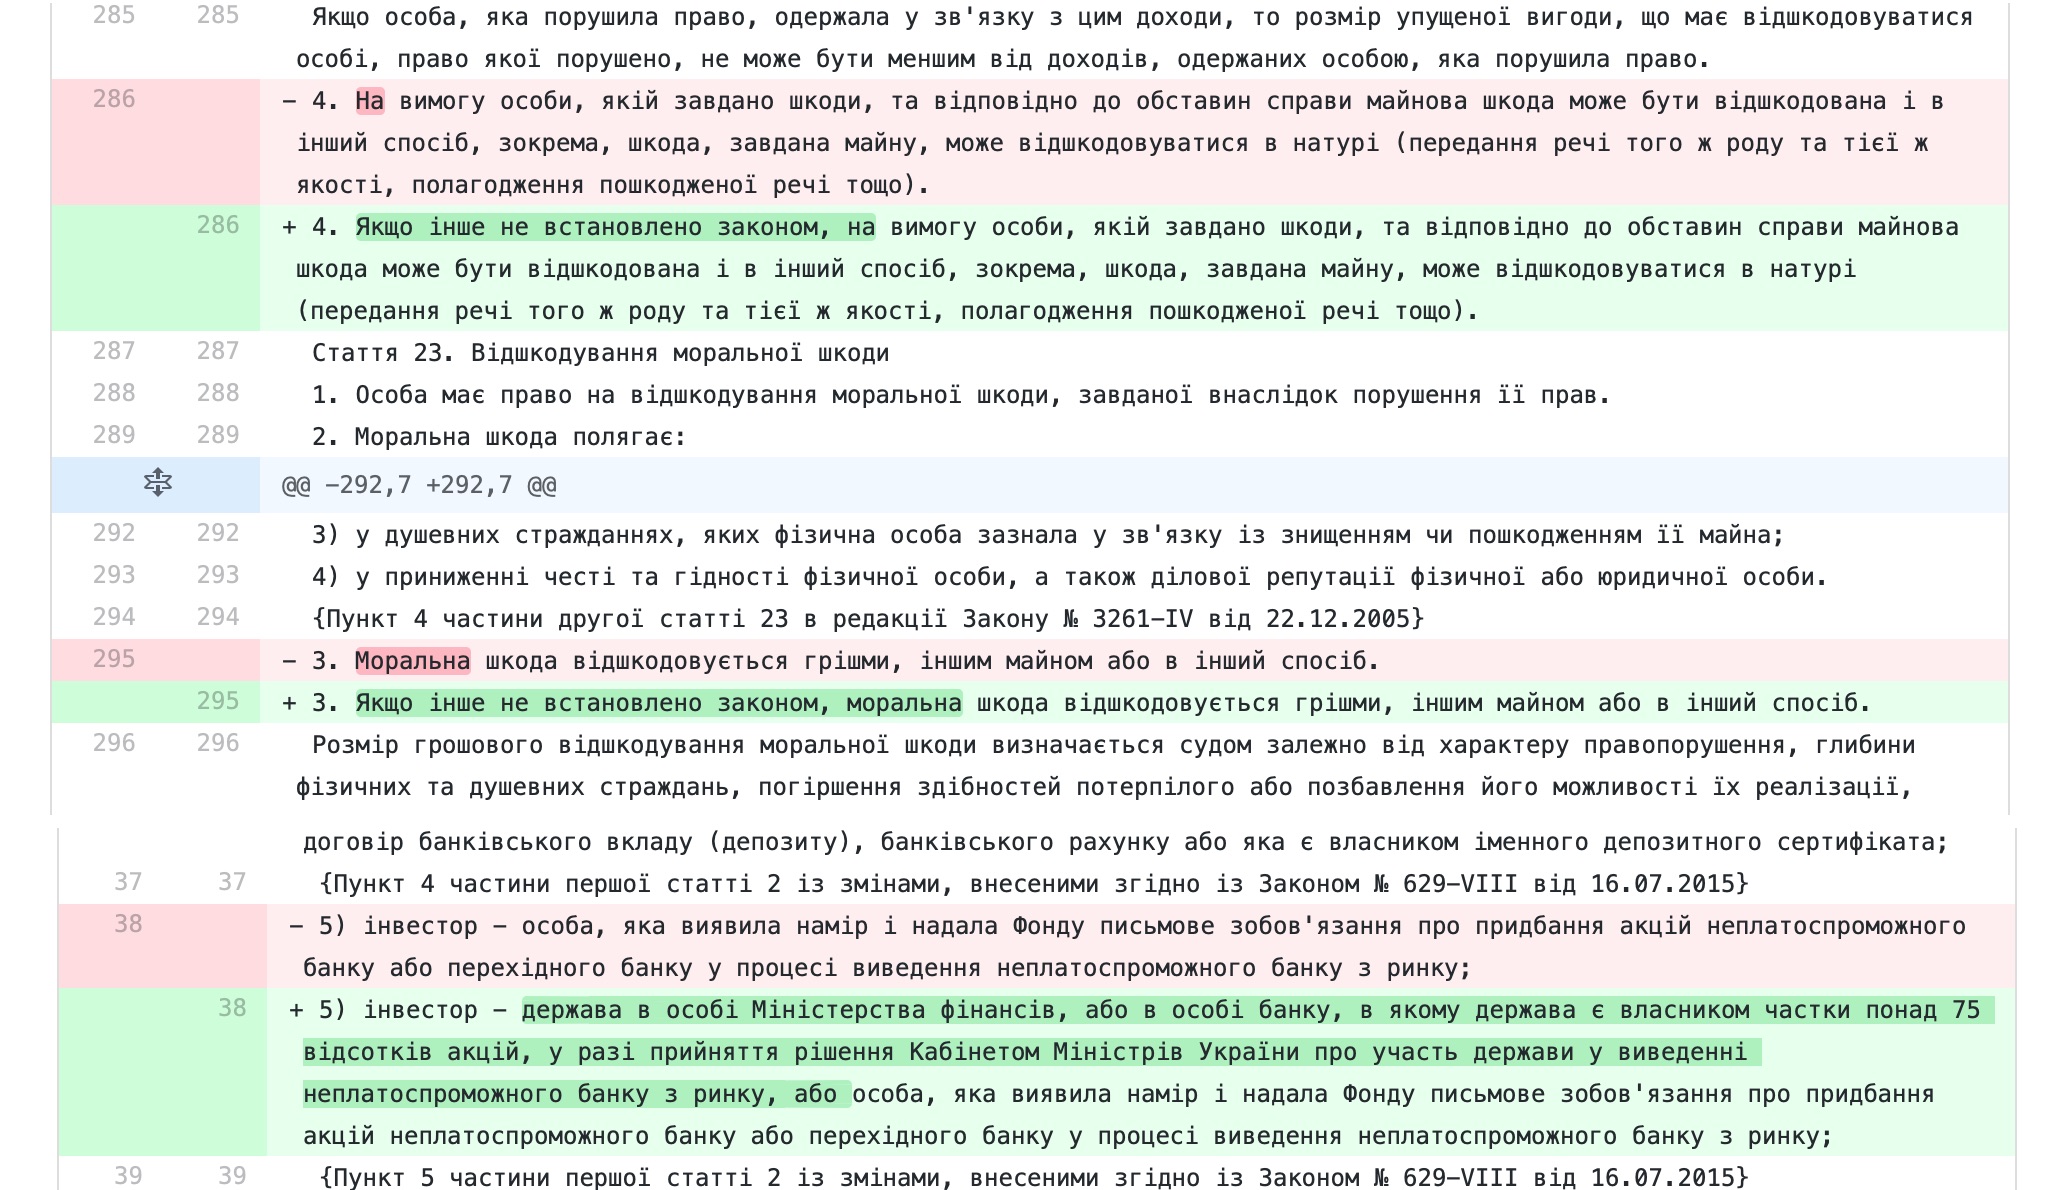 285 285 Якщо особа, яка порушила право, одержала у зв'язку з цим доходи, то розмір упущеної вигоди, що має відшкодовуватися
особі, право якої порушено, не може бути меншим від доходів, одержаних особою, яка порушила право.
286 − 4. На вимогу особи, якій завдано шкоди, та відповідно до обставин справи майнова шкода може бути відшкодована і в
інший спосіб, зокрема, шкода, завдана майну, може відшкодовуватися в натурі (передання речі того ж роду та тієї ж
якості, полагодження пошкодженої речі тощо).
286 + 4. Якщо інше не встановлено законом, на вимогу особи, якій завдано шкоди, та відповідно до обставин справи майнова
шкода може бути відшкодована і в інший спосіб, зокрема, шкода, завдана майну, може відшкодовуватися в натурі
(передання речі того ж роду та тієї ж якості, полагодження пошкодженої речі тощо).
287 287 Стаття 23. Відшкодування моральної шкоди
288 288 1. Особа має право на відшкодування моральної шкоди, завданої внаслідок порушення її прав.
289 289 2. Моральна шкода полягає:
@@ −292,7 +292,7 @@
292 292 3) у душевних стражданнях, яких фізична особа зазнала у зв'язку із знищенням чи пошкодженням її майна;
293 293 4) у приниженні честі та гідності фізичної особи, а також ділової репутації фізичної або юридичної особи.
294 294 {Пункт 4 частини другої статті 23 в редакції Закону № 3261−IV від 22.12.2005}
295 − 3. Моральна шкода відшкодовується грішми, іншим майном або в інший спосіб.
295 + 3. Якщо інше не встановлено законом, моральна шкода відшкодовується грішми, іншим майном або в інший спосіб.
296 296 Розмір грошового відшкодування моральної шкоди визначається судом залежно від характеру правопорушення, глибини
фізичних та душевних страждань, погіршення здібностей потерпілого або позбавлення його можливості їх реалізації,
договір банківського вкладу (депозиту), банківського рахунку або яка є власником іменного депозитного сертифіката;
37 37 {Пункт 4 частини першої статті 2 із змінами, внесеними згідно із Законом № 629−VIII від 16.07.2015}
38 − 5) інвестор − особа, яка виявила намір і надала Фонду письмове зобов'язання про придбання акцій неплатоспроможного
банку або перехідного банку у процесі виведення неплатоспроможного банку з ринку;
38 + 5) інвестор − держава в особі Міністерства фінансів, або в особі банку, в якому держава є власником частки понад 75
відсотків акцій, у разі прийняття рішення Кабінетом Міністрів України про участь держави у виведенні
неплатоспроможного банку з ринку, або особа, яка виявила намір і надала Фонду письмове зобов'язання про придбання
акцій неплатоспроможного банку або перехідного банку у процесі виведення неплатоспроможного банку з ринку;
39 39 {Пункт 5 частини першої статті 2 із змінами, внесеними згідно із Законом № 629−VIII від 16.07.2015}